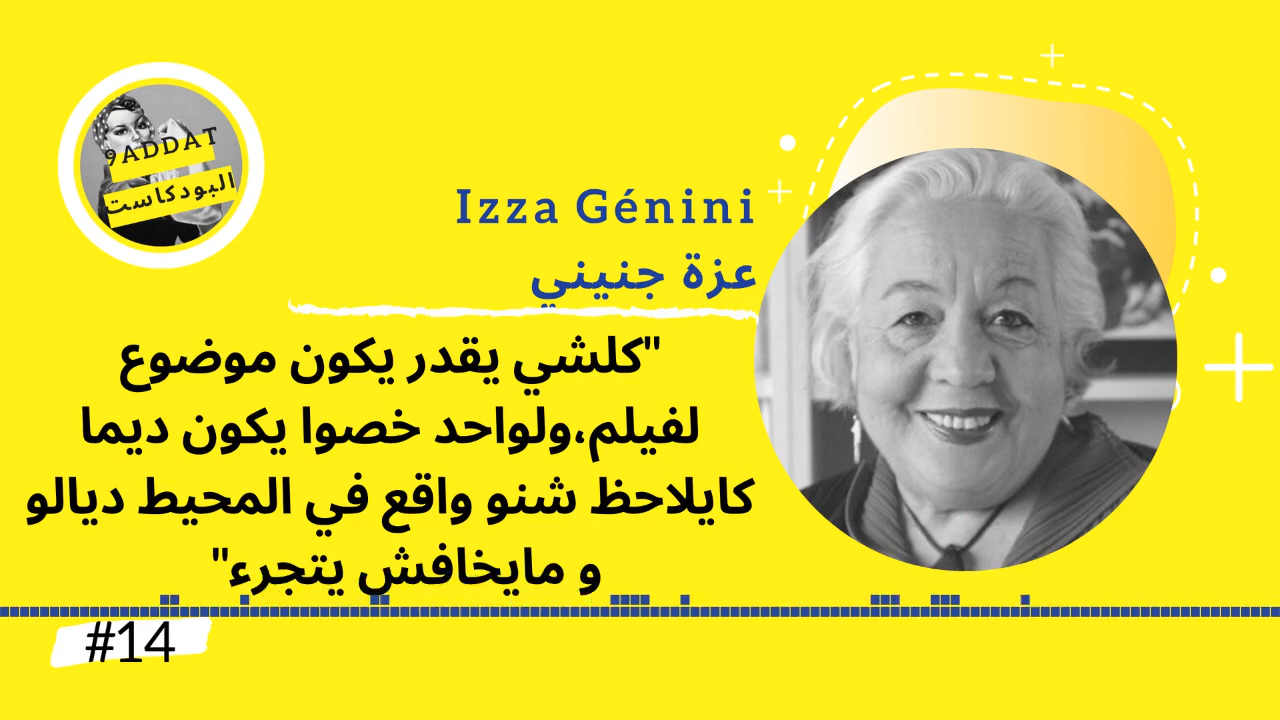 9ADDAT
البودكاست
Izza Génini
عزة جنيني
"كلشي يقدر يكون موضوع
لفيلم،ولواحد خصوا يكون ديما
كايلاحظ شنو واقع في المحيط ديالو
و مايخافش يتجرء"
#14